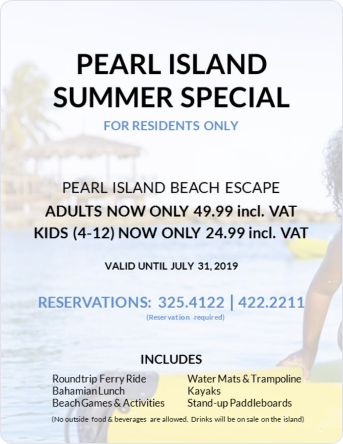 PEARL ISLAND
SUMMER SPECIAL
FOR RESIDENTS ONLY
PEARL ISLAND BEACH ESCAPE
ADULTS NOW ONLY 49.99 incl. VAT
KIDS (4-12) NOW ONLY 24.99 incl. VAT
VALID UNTIL JULY 31, 2019
RESERVATIONS: 325.4122 | 422.2211
(Reservation required)
INCLUDES
Roundtrip Ferry Ride
Bahamian Lunch
Beach Games & Activities
Water Mats & Trampoline
Kayaks
Stand-up Paddleboards
(No outside food & beverages are allowed. Drinks will be on sale on the island)